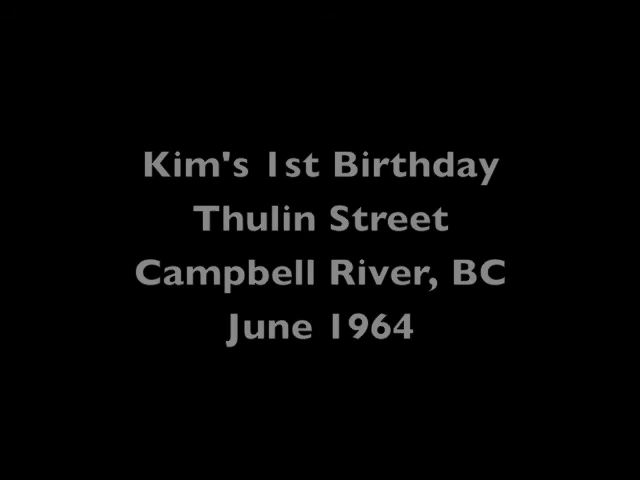 Kim's 1st Birthday
Thulin Street
Campbell River, BC
June 1964